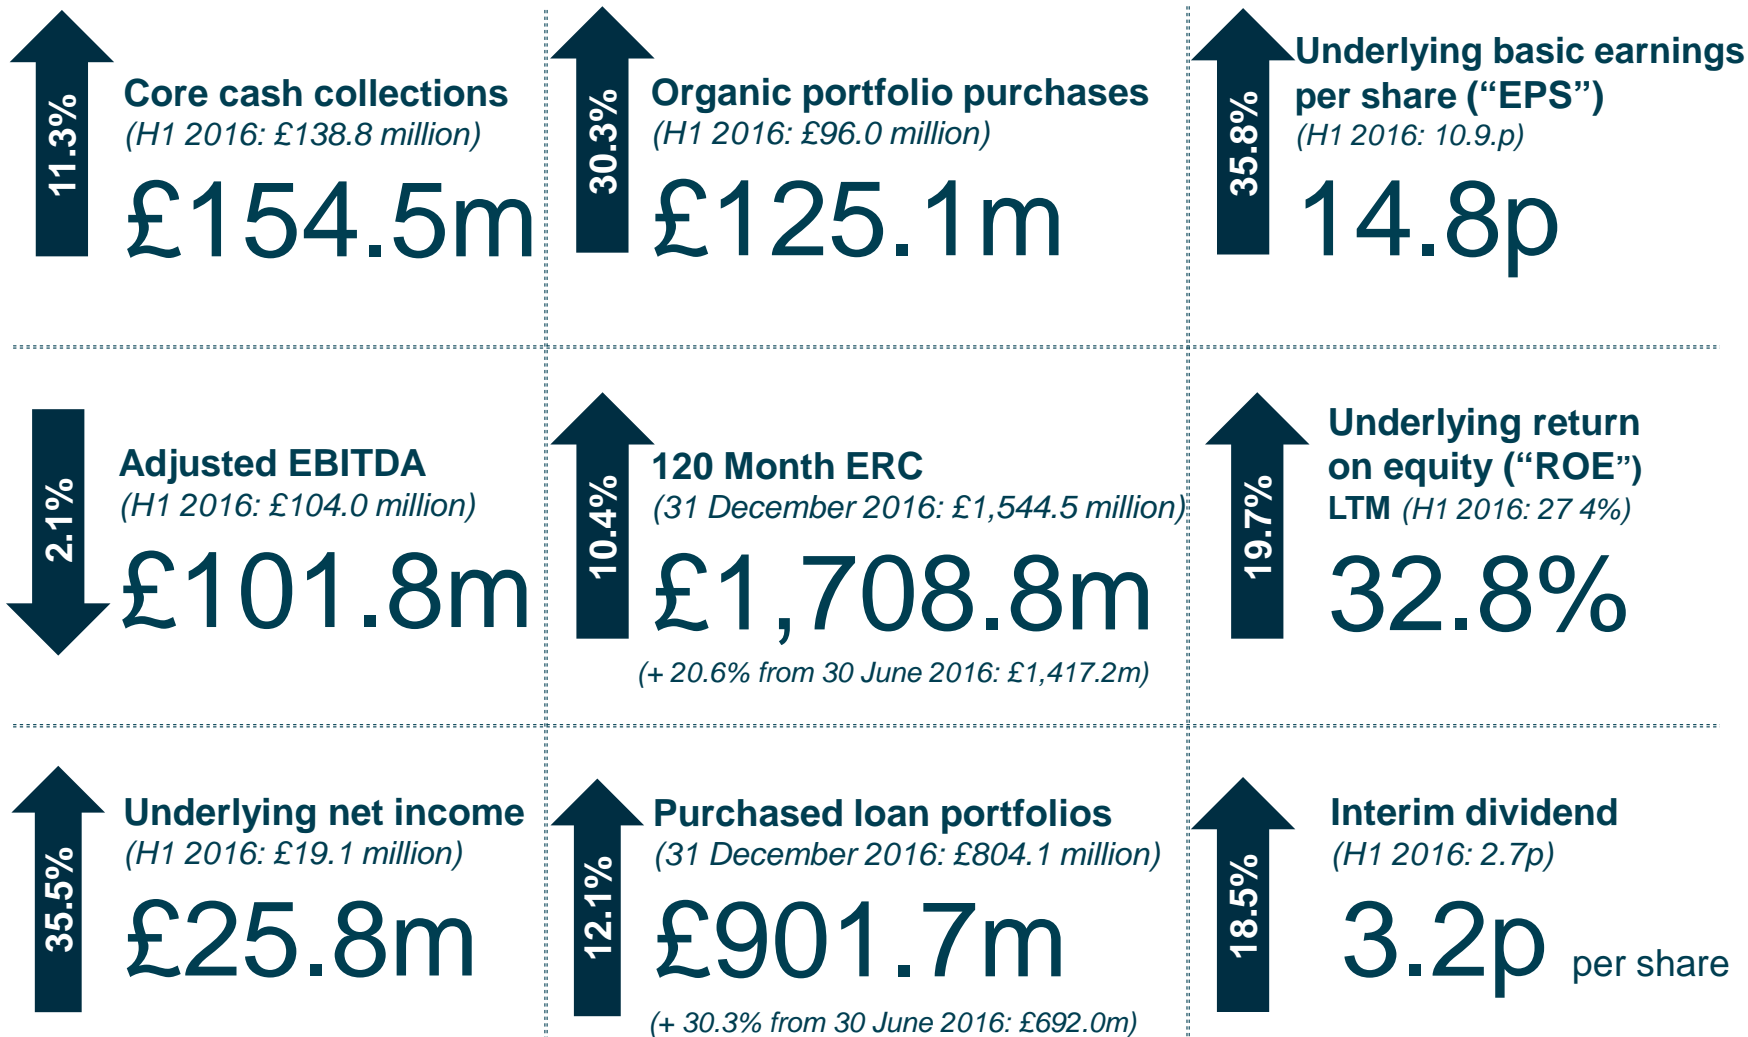 11.3%
Core cash collections
(H1 2016: £138.8 million)
£154.5m
30.3%
Organic portfolio purchases
(H1 2016: £96.0 million)
£125.1m
35.8%
Underlying basic earnings
per share (“EPS”)
(H1 2016: 10.9.p)
14.8p
2.1%
Adjusted EBITDA
(H1 2016: £104.0 million)
£101.8m
10.4%
120 Month ERC
(31 December 2016: £1,544.5 million)
£1,708.8m
(+ 20.6% from 30 June 2016: £1,417.2m)
19.7%
Underlying return
on equity (“ROE”)
LTM (H1 2016: 27 4%)
32.8%
35.5%
Underlying net income
(H1 2016: £19.1 million)
£25.8m
12.1%
Purchased loan portfolios
(31 December 2016: £804.1 million)
£901.7m
(+ 30.3% from 30 June 2016: £692.0m)
18.5%
Interim dividend
(H1 2016: 2.7p)
3.2p per share